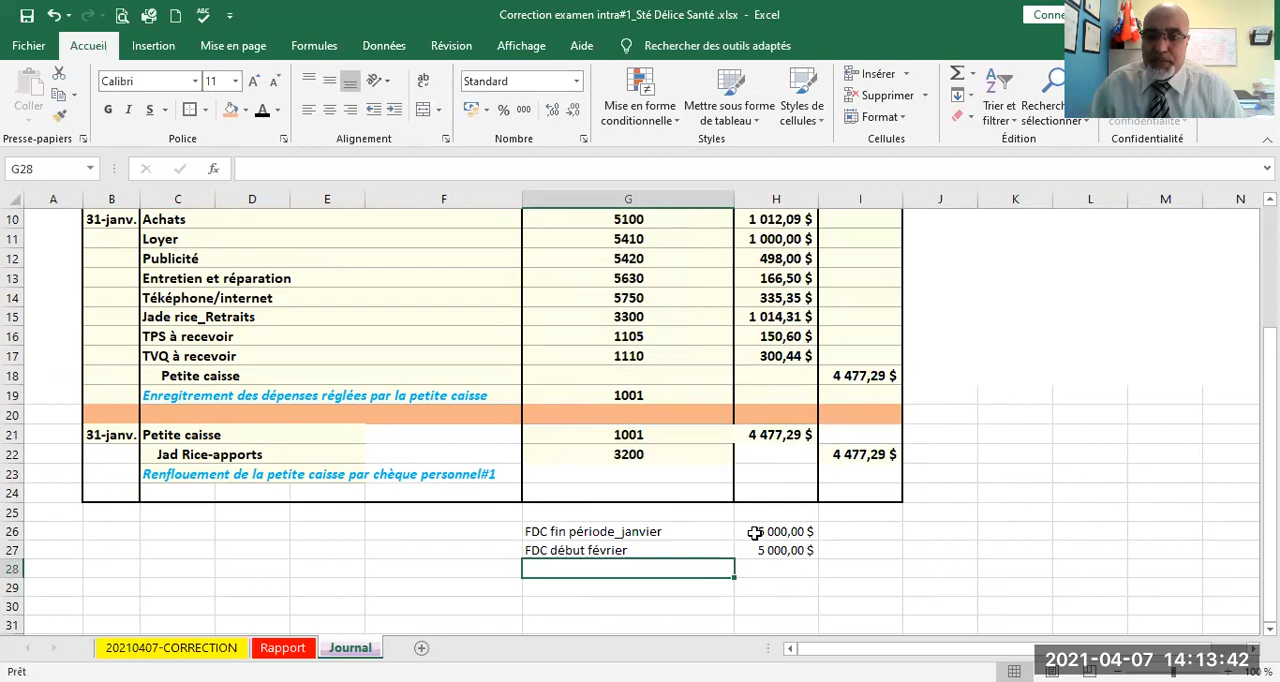 Correction examen intra#1_Sté Délice Santé .xlsx - Excel
Conne
Fichier Accueil Insertion Mise en page Formules Données Révision Affichage Aide Rechercher des outils adaptés
Coller
Calibri 11
G I S
Standard
% 000
Mise en forme conditionnelle
Mettre sous forme de tableau
Styles de cellules
Insérer
Supprimer
Format
Trier et filtrer
Recherch sélectionner
Presse-papiers Police Alignement Nombre Styles Cellules Édition Confidentialité
G28 fx
A B C D E F G H I J K L M N
10 31-janv. Achats 5100 1 012,09 $
11 Loyer 5410 1 000,00 $
12 Publicité 5420 498,00 $
13 Entretien et réparation 5630 166,50 $
14 Téképhone/internet 5750 335,35 $
15 Jade rice_Retraits 3300 1 014,31 $
16 TPS à recevoir 1105 150,60 $
17 TVQ à recevoir 1110 300,44 $
18 Petite caisse 4 477,29 $
19 Enregitrement des dépenses réglées par la petite caisse 1001
20
21 31-janv. Petite caisse 1001 4 477,29 $
22 Jad Rice-apports 3200 4 477,29 $
23 Renflouement de la petite caisse par chèque personnel#1
24
25
26 FDC fin période_janvier 5 000,00 $
27 FDC début février 5 000,00 $
28
29
30
31
20210407-CORRECTION Rapport Journal
Prêt
2021-04-07 14:13:42
100 %